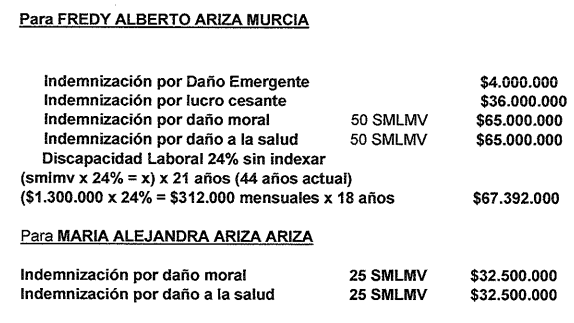 Para FREDY ALBERTO ARIZA MURCIA
Indemnización por Daño Emergente $4.000.000
Indemnización por lucro cesante $36.000.000
Indemnización por daño moral 50 SMLMV $65.000.000
Indemnización por daño a la salud 50 SMLMV $65.000.000
Discapacidad Laboral 24% sin indexar
(smlmv x 24% = x) x 21 años (44 años actual)
($1.300.000 x 24% = $312.000 mensuales x 18 años $67.392.000
Para MARIA ALEJANDRA ARIZA ARIZA
Indemnización por daño moral 25 SMLMV $32.500.000
Indemnización por daño a la salud 25 SMLMV $32.500.000